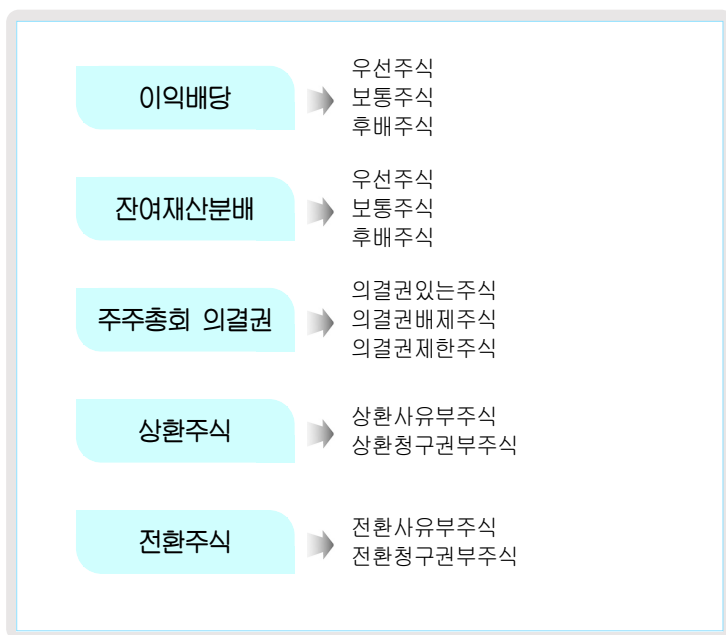 이익배당
우선주식
보통주식
후배주식
잔여재산분배
우선주식
보통주식
후배주식
주주총회 의결권
의결권있는주식
의결권배제주식
의결권제한주식
상환주식
상환사유부주식
상환청구권부주식
전환주식
전환사유부주식
전환청구권부주식